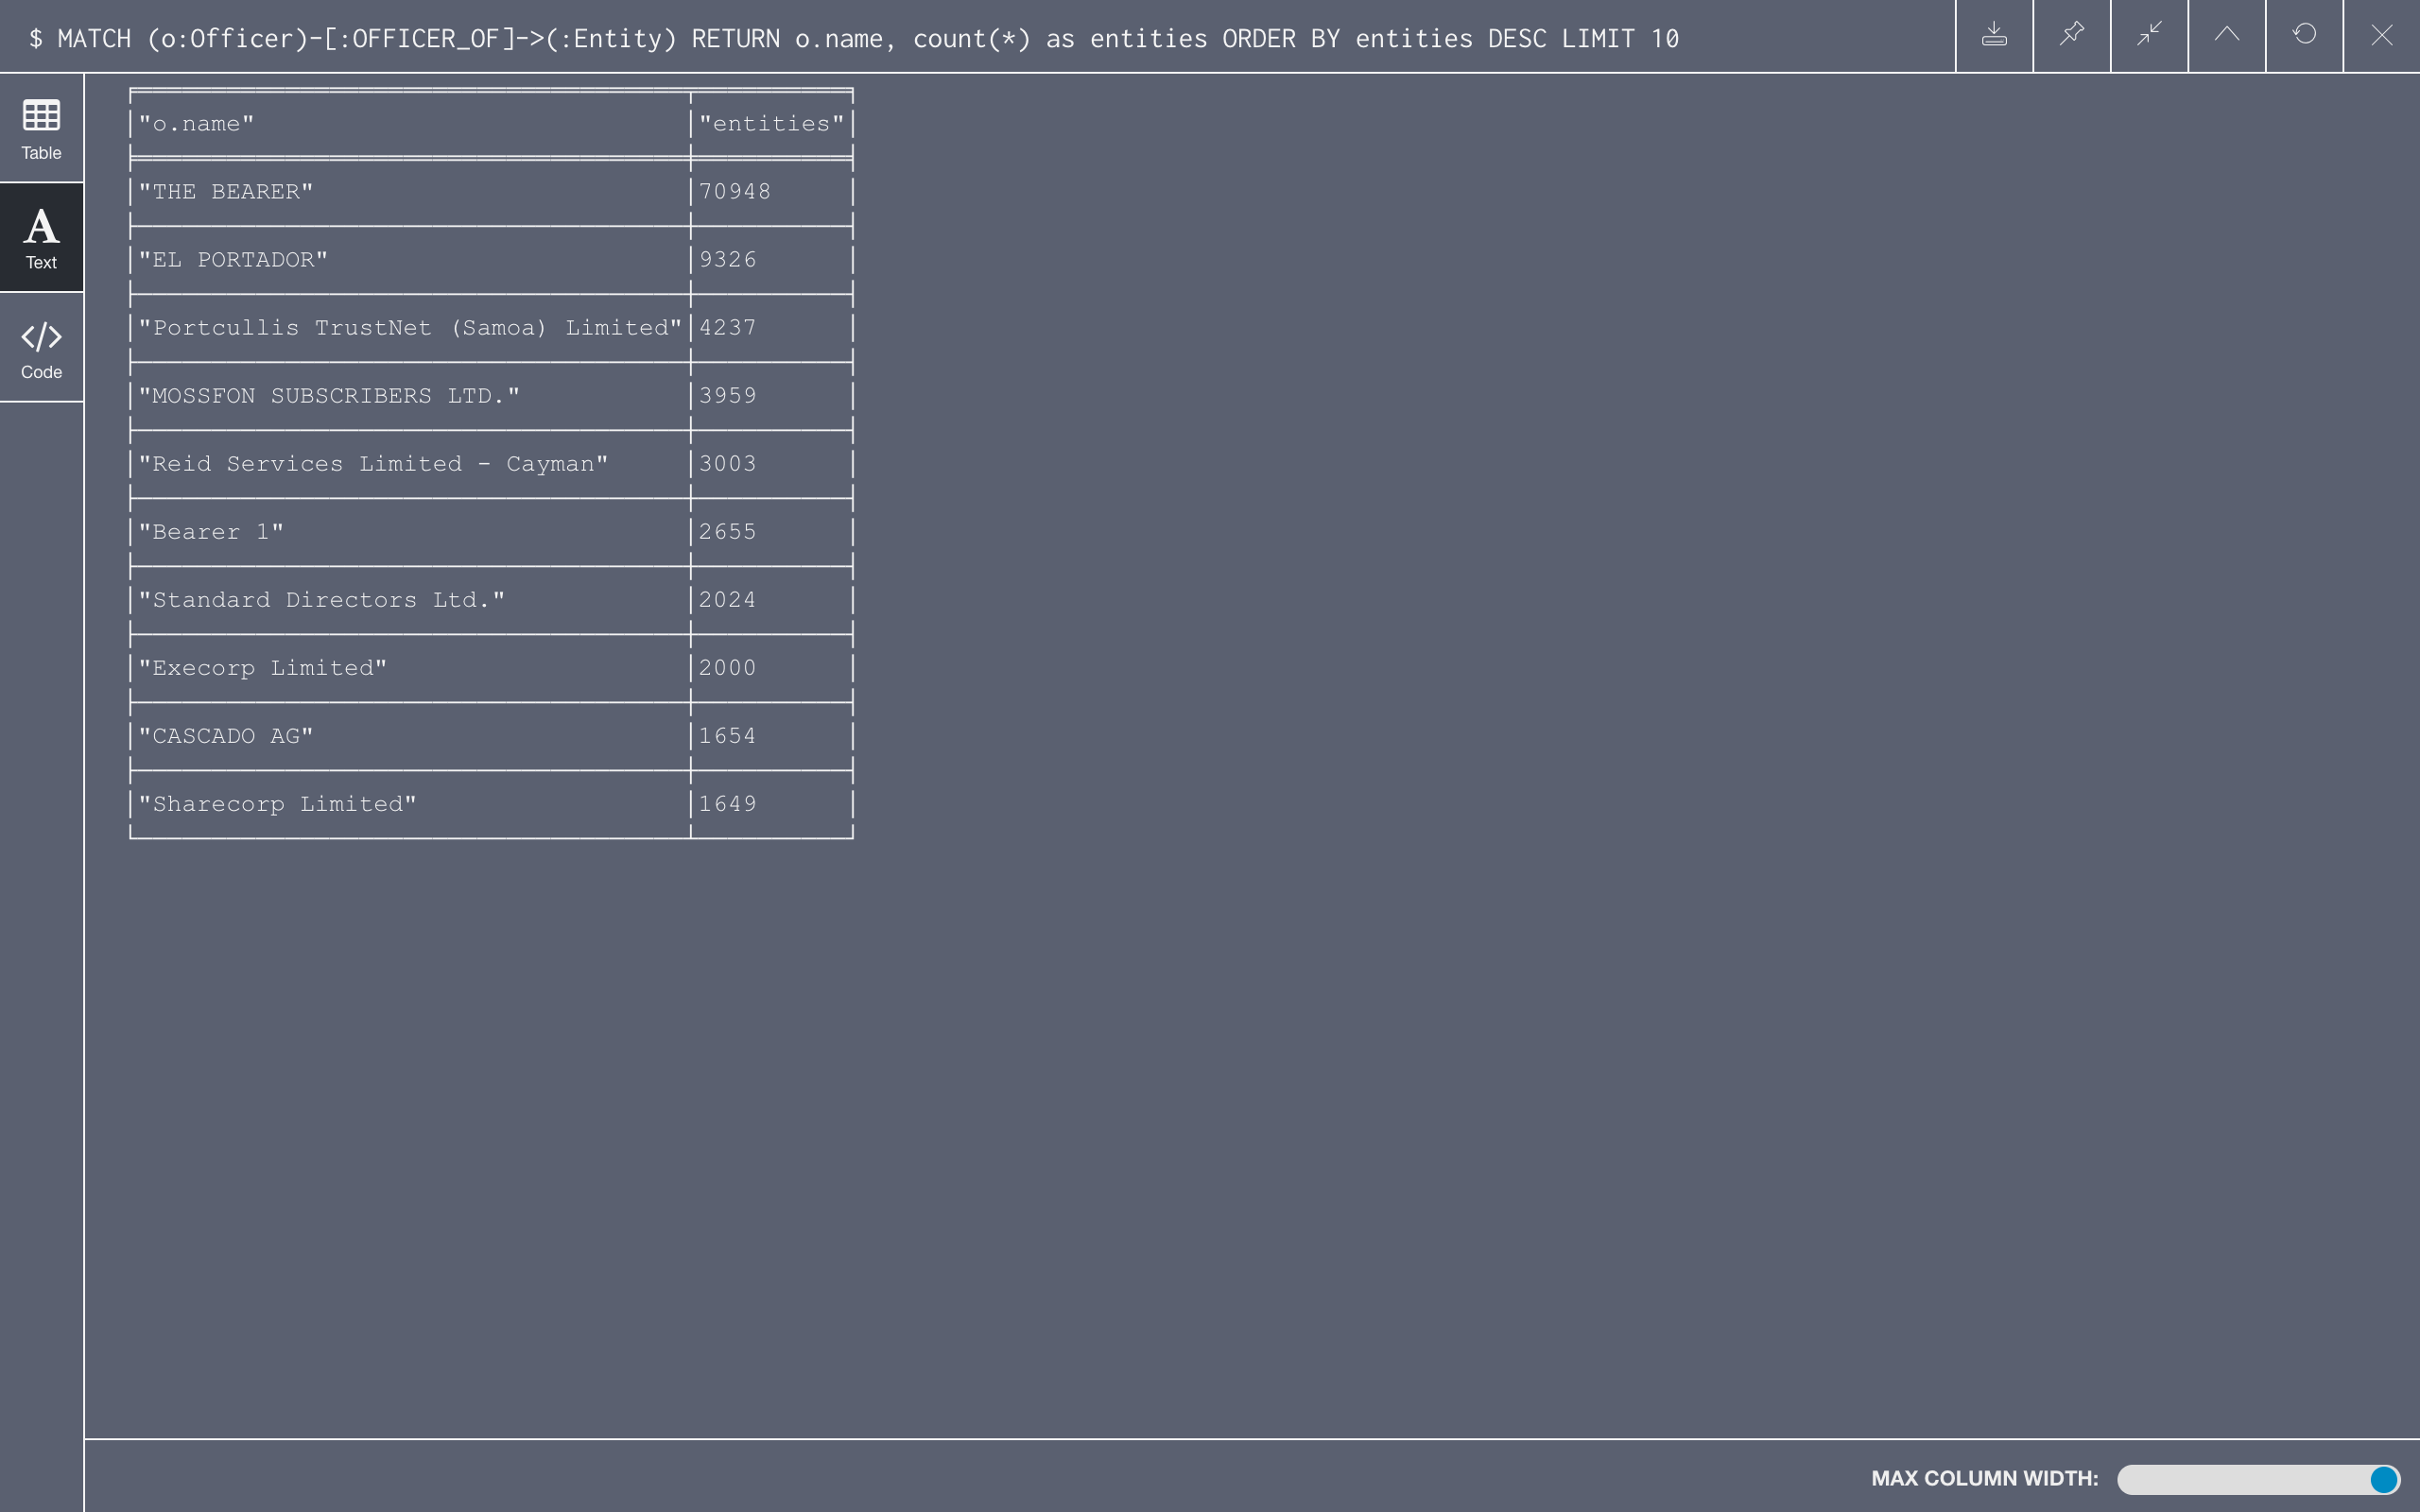 $ MATCH (o:Officer)-[:OFFICER_OF]->(:Entity) RETURN o.name, count(*) as entities ORDER BY entities DESC LIMIT 10
Table
Text
Code
"o.name" "entities"
"THE BEARER" 70948
"EL PORTADOR" 9326
"Portcullis TrustNet (Samoa) Limited" 4237
"MOSSFON SUBSCRIBERS LTD." 3959
"Reid Services Limited - Cayman" 3003
"Bearer 1" 2655
"Standard Directors Ltd." 2024
"Execorp Limited" 2000
"CASCADO AG" 1654
"Sharecorp Limited" 1649
MAX COLUMN WIDTH: